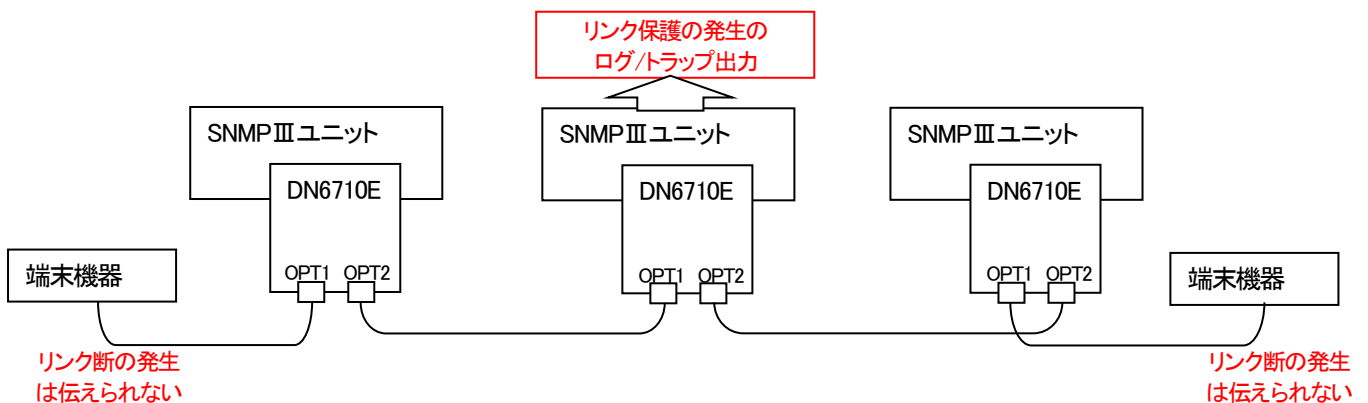 リンク保護の発生の
ログ/トラップ出力
SNMPⅢユニット
DN6710E
OPT1 OPT2
SNMPⅢユニット
DN6710E
OPT1 OPT2
SNMPⅢユニット
DN6710E
OPT1 OPT2
端末機器
端末機器
リンク断の発生
は伝えられない
リンク断の発生
は伝えられない